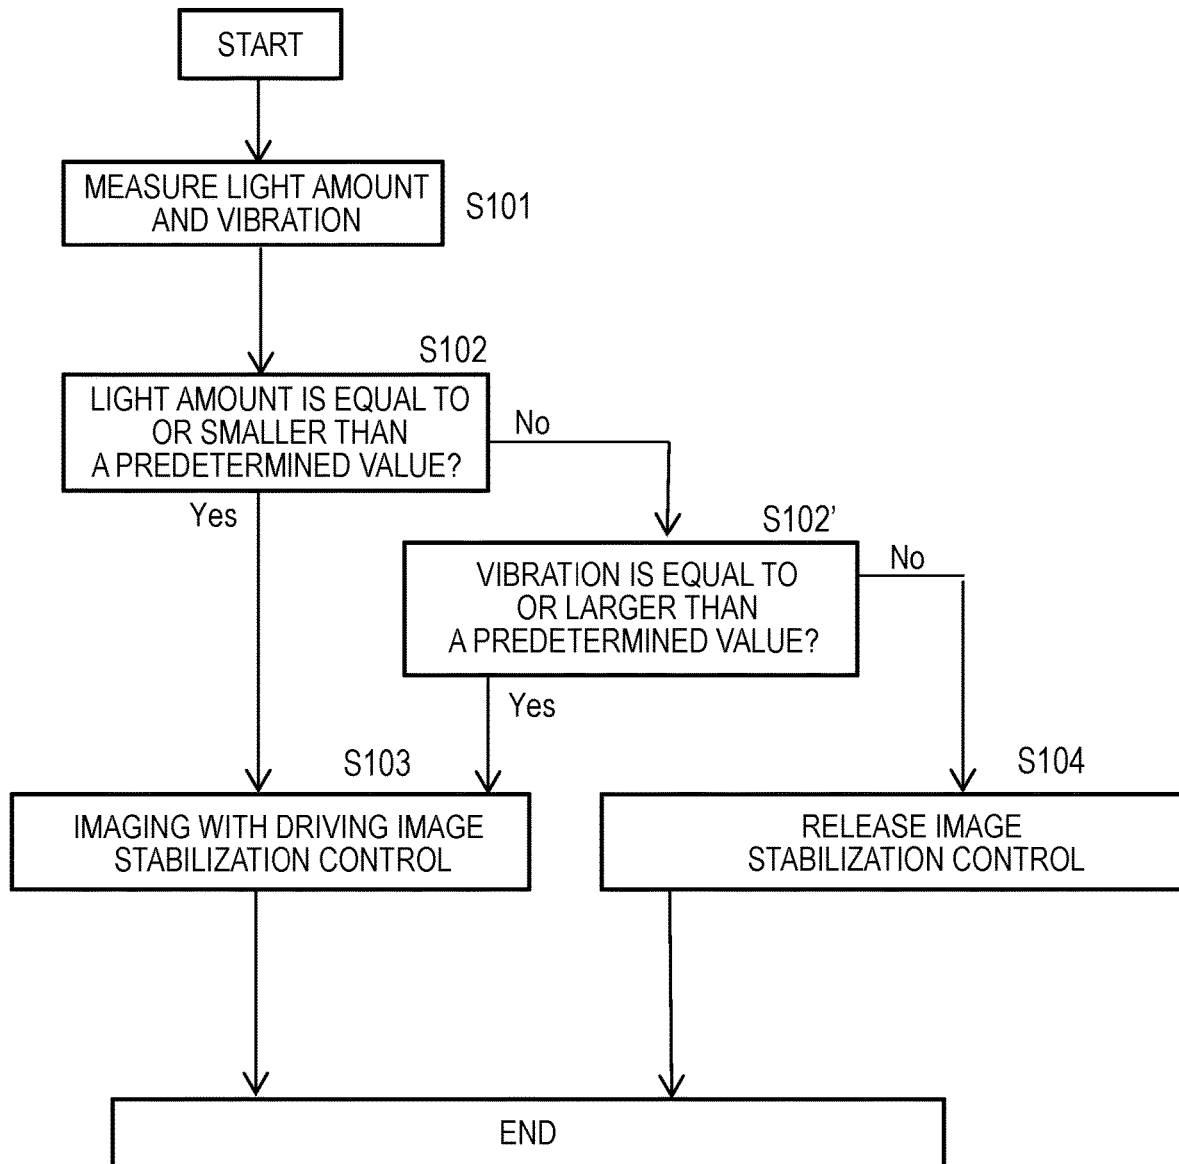 START
MEASURE LIGHT AMOUNT
AND VIBRATION
S101
S102
LIGHT AMOUNT IS EQUAL TO
OR SMALLER THAN
A PREDETERMINED VALUE?
No
Yes
S102’
VIBRATION IS EQUAL TO
OR LARGER THAN
A PREDETERMINED VALUE?
No
Yes
S103
IMAGING WITH DRIVING IMAGE
STABILIZATION CONTROL
S104
RELEASE IMAGE
STABILIZATION CONTROL
END